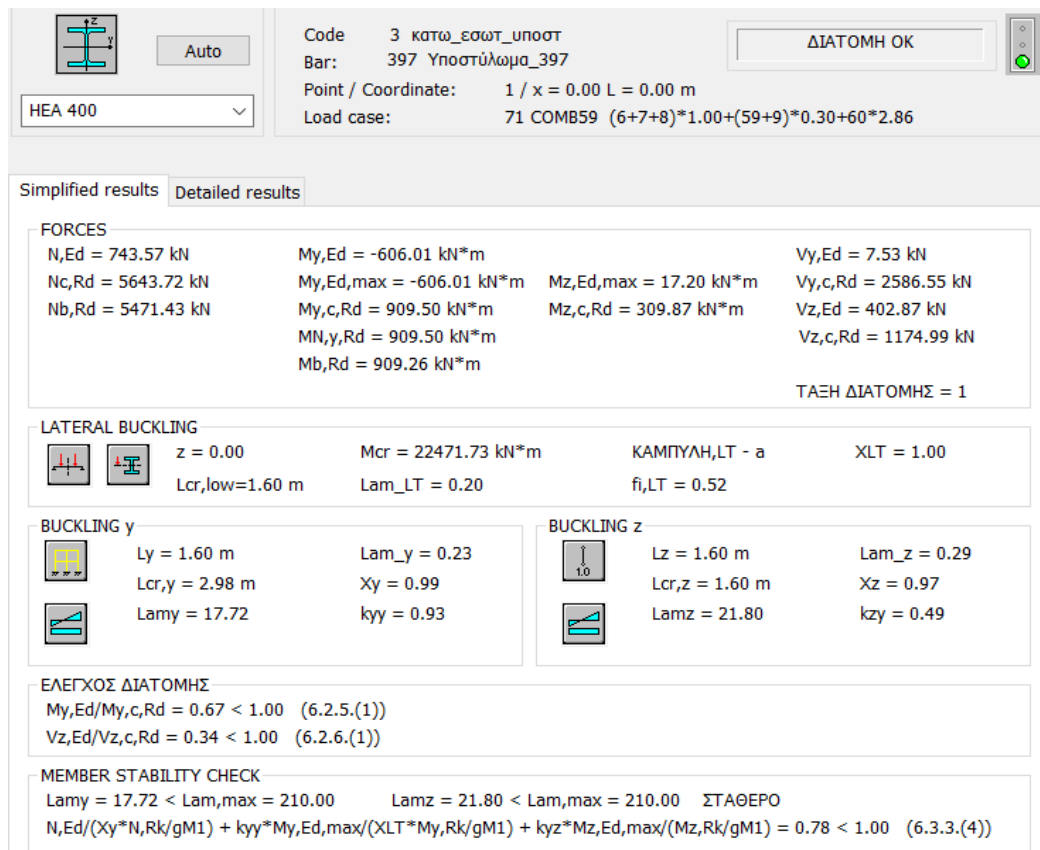 z
y
Auto
HEA 400
Code 3 κατω_εσωτ_υποστ
Bar: 397 Υποστύλωμα_397
Point / Coordinate: 1 / x = 0.00 L = 0.00 m
Load case: 71 COMB59 (6+7+8)*1.00+(59+9)*0.30+60*2.86
ΔΙΑΤΟΜΗ ΟΚ
Simplified results Detailed results
FORCES
N,Ed = 743.57 kN My,Ed = -606.01 kN*m Vy,Ed = 7.53 kN
Nc,Rd = 5643.72 kN My,Ed,max = -606.01 kN*m Mz,Ed,max = 17.20 kN*m Vy,c,Rd = 2586.55 kN
Nb,Rd = 5471.43 kN My,c,Rd = 909.50 kN*m Mz,c,Rd = 309.87 kN*m Vz,Ed = 402.87 kN
MN,y,Rd = 909.50 kN*m Vz,c,Rd = 1174.99 kN
Mb,Rd = 909.26 kN*m
ΤΑΞΗ ΔΙΑΤΟΜΗΣ = 1
LATERAL BUCKLING
z = 0.00 Mcr = 22471.73 kN*m ΚΑΜΠΥΛΗ,LT - a XLT = 1.00
Lcr,low=1.60 m Lam_LT = 0.20 fi,LT = 0.52
BUCKLING y
Ly = 1.60 m Lam_y = 0.23
Lcr,y = 2.98 m Xy = 0.99
Lamy = 17.72 kyy = 0.93
BUCKLING z
1.0
Lz = 1.60 m Lam_z = 0.29
Lcr,z = 1.60 m Xz = 0.97
Lamz = 21.80 kzy = 0.49
ΕΛΕΓΧΟΣ ΔΙΑΤΟΜΗΣ
My,Ed/My,c,Rd = 0.67 < 1.00 (6.2.5.(1))
Vz,Ed/Vz,c,Rd = 0.34 < 1.00 (6.2.6.(1))
MEMBER STABILITY CHECK
Lamy = 17.72 < Lam,max = 210.00 Lamz = 21.80 < Lam,max = 210.00 ΣΤΑΘΕΡΟ
N,Ed/(Xy*N,Rk/gM1) + kyy*My,Ed,max/(XLT*My,Rk/gM1) + kyz*Mz,Ed,max/(Mz,Rk/gM1) = 0.78 < 1.00 (6.3.3.(4))